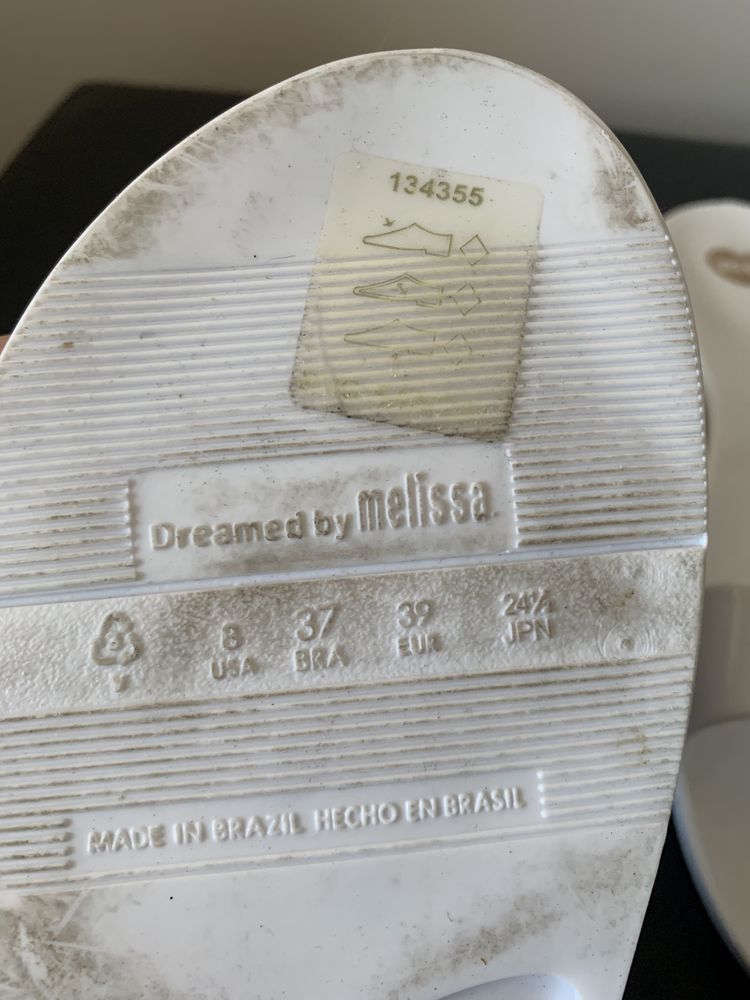 134355
Dreamed by melissa
8 37 39 24½
USA BRA EUR JPN
MADE IN BRAZIL HECHO EN BRASIL